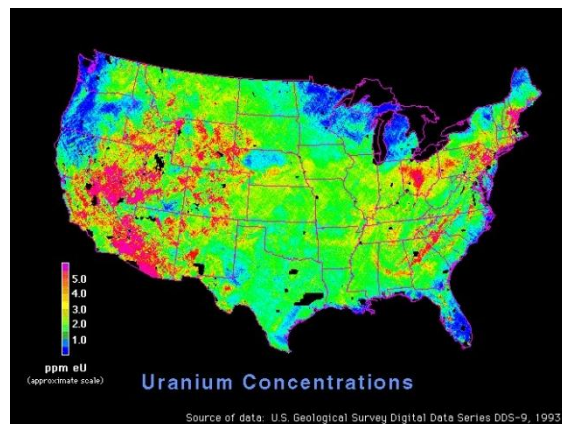 5.0
4.0
3.0
2.0
1.0
ppm eU
(approximate scale)
Uranium Concentrations
Source of data: U.S. Geological Survey Digital Data Series DDS-9, 1993